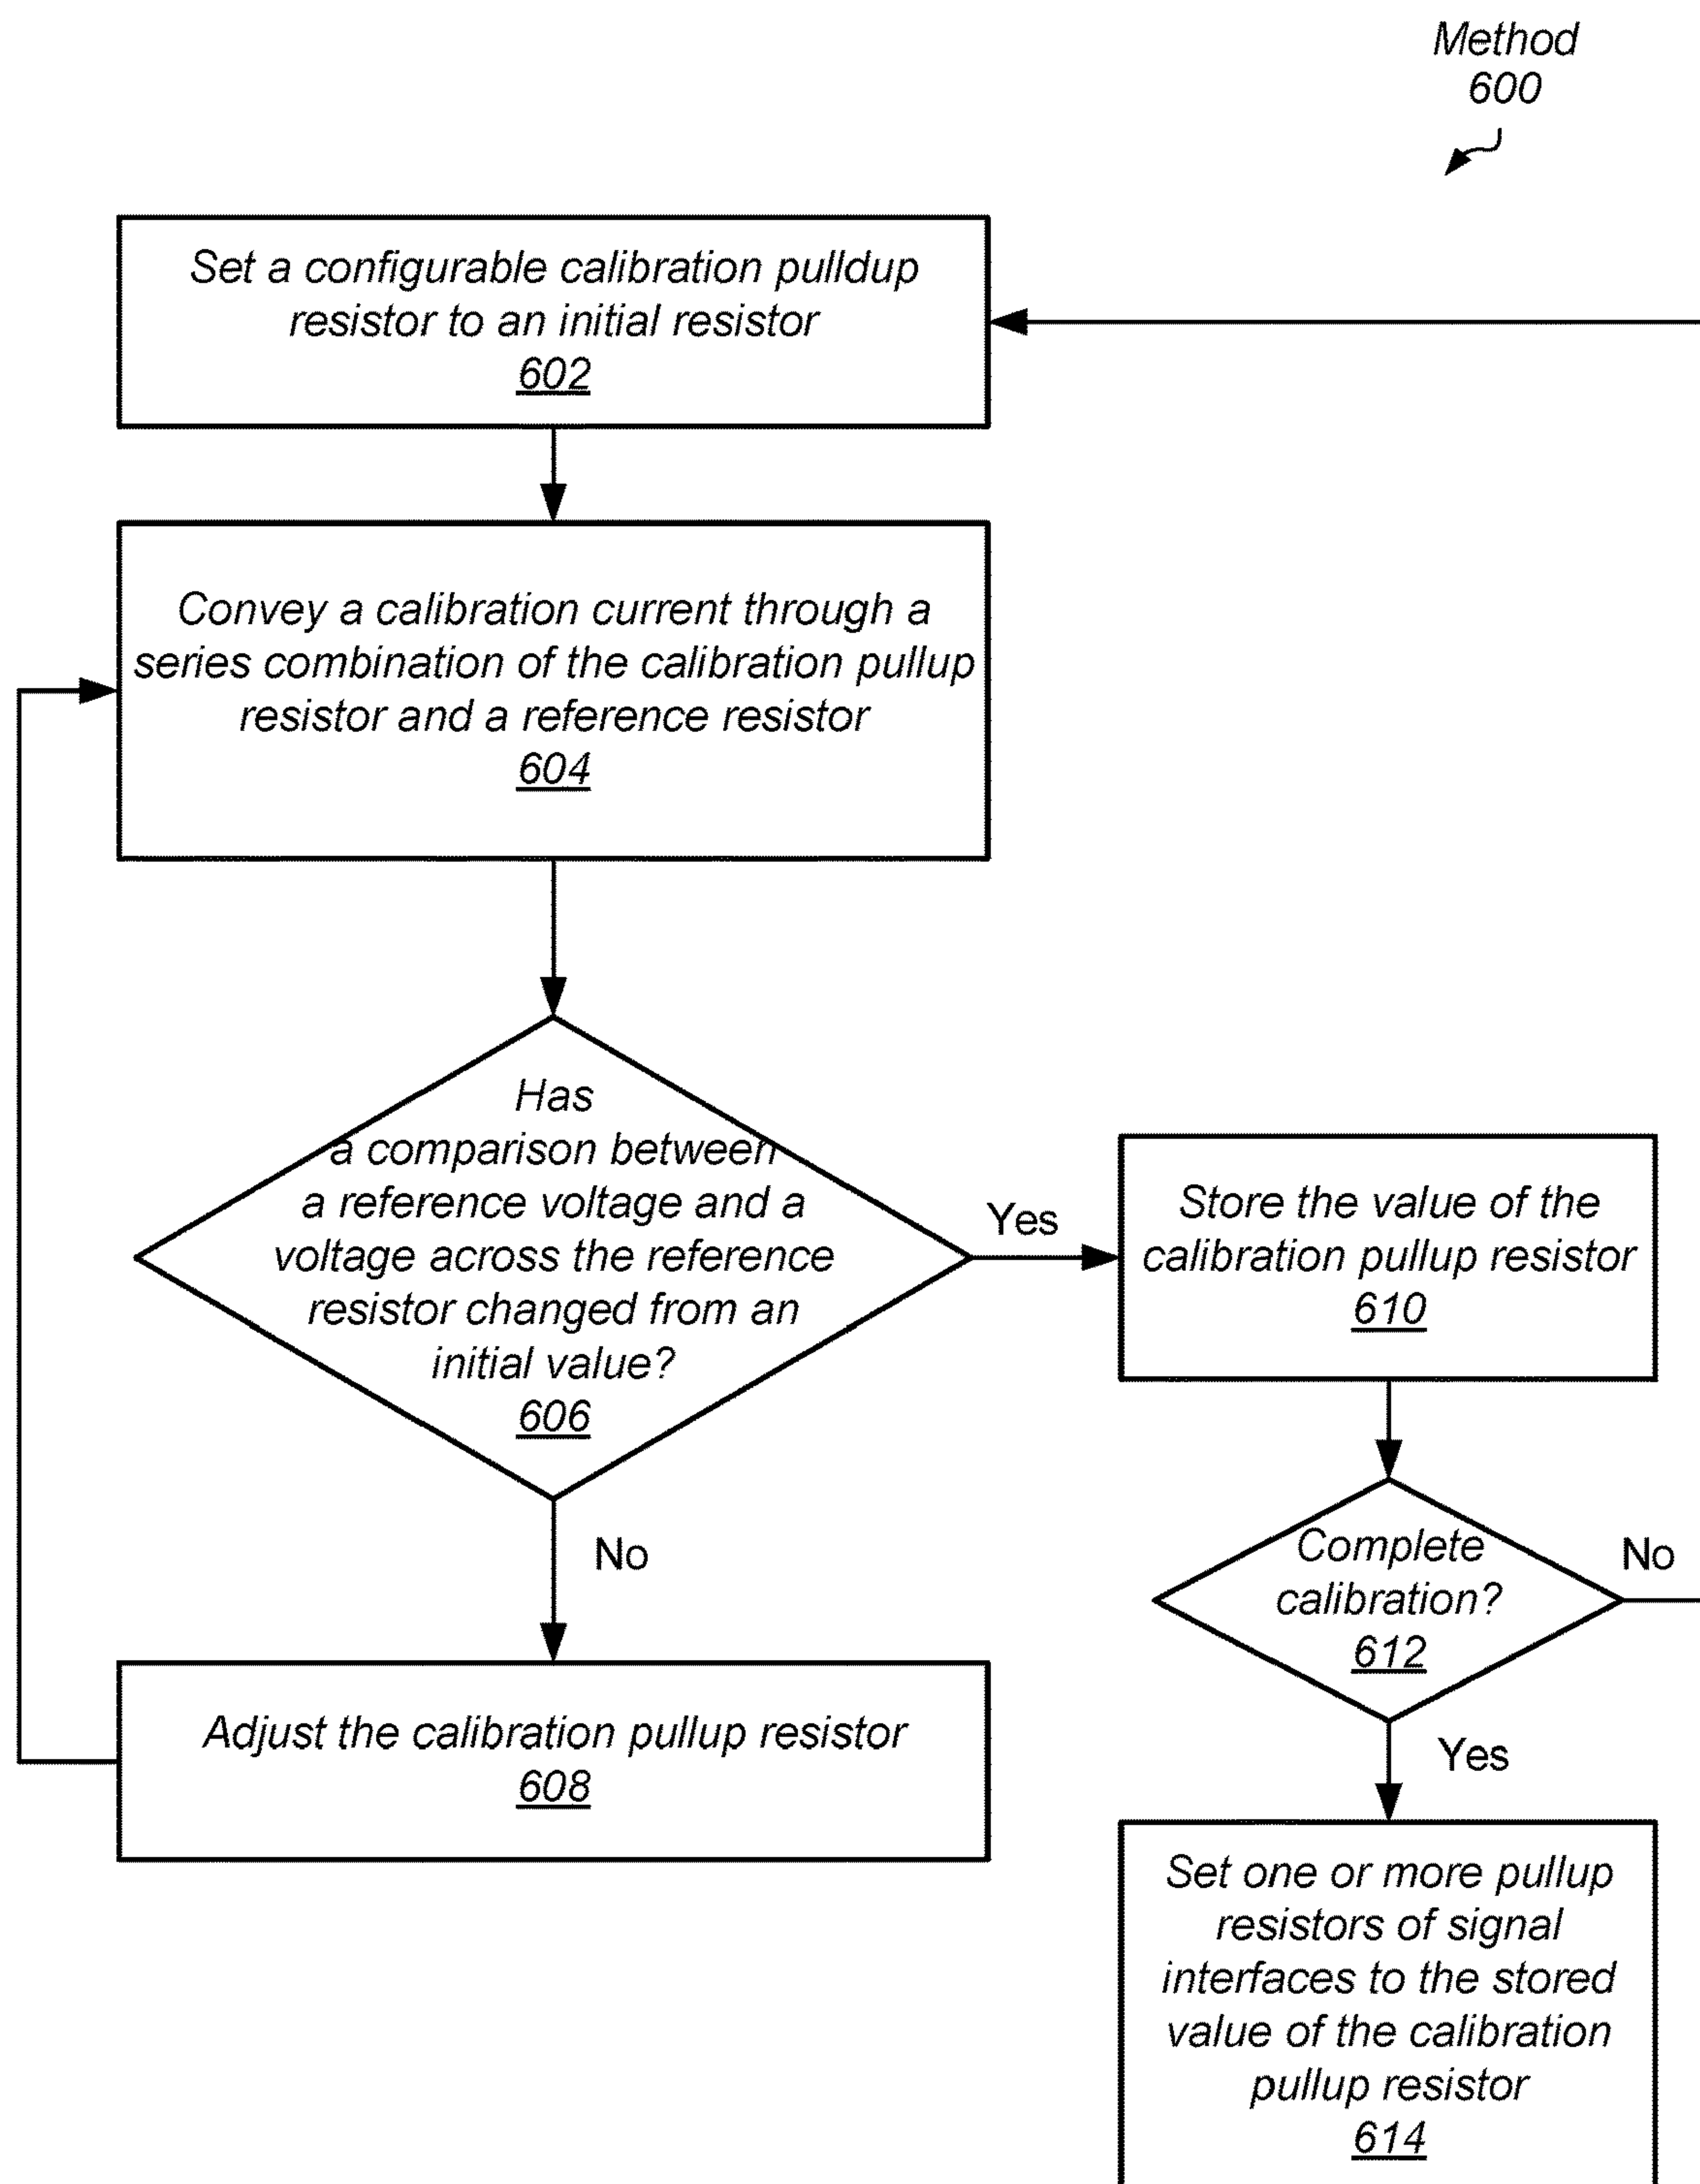 Method
600
Set a configurable calibration pulldup
resistor to an initial resistor
602
Convey a calibration current through a
series combination of the calibration pullup
resistor and a reference resistor
604
Has
a comparison between
a reference voltage and a
voltage across the reference
resistor changed from an
initial value?
606
Yes
No
Adjust the calibration pullup resistor
608
Store the value of the
calibration pullup resistor
610
Complete
calibration?
612
No
Yes
Set one or more pullup
resistors of signal
interfaces to the stored
value of the calibration
pullup resistor
614